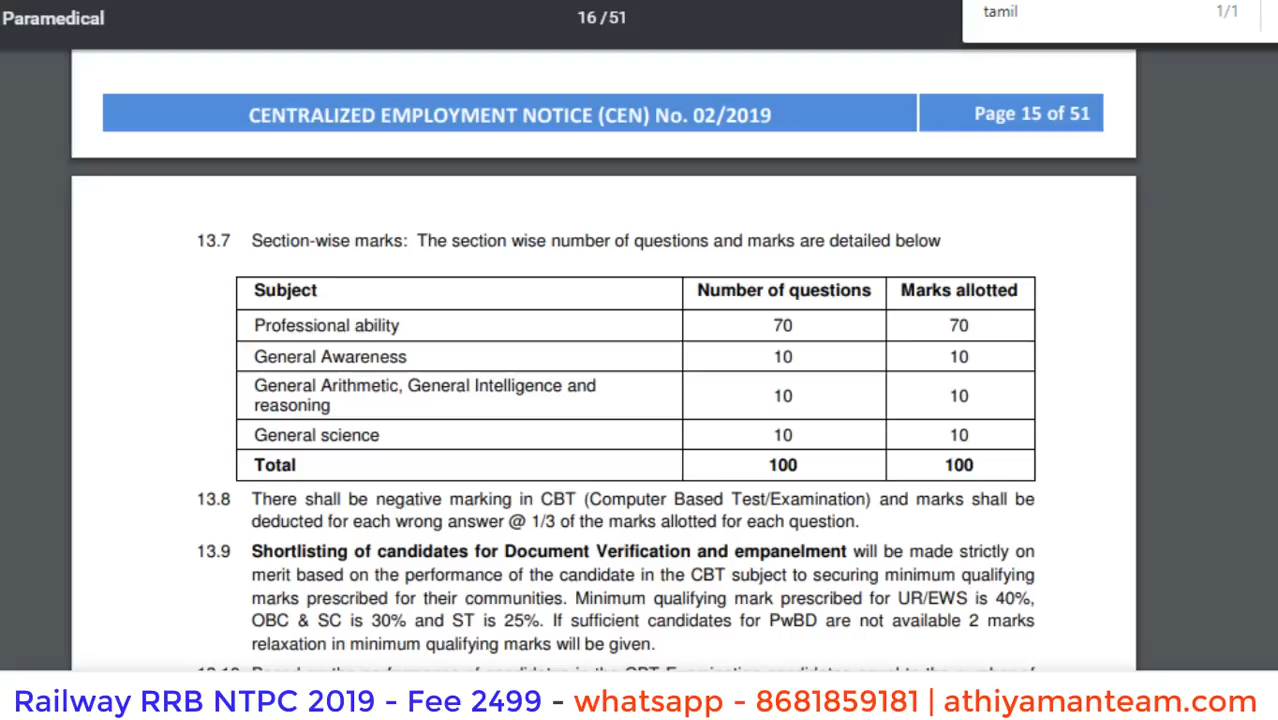 Paramedical
16 / 51
tamil
1/1
CENTRALIZED EMPLOYMENT NOTICE (CEN) No. 02/2019
Page 15 of 51
13.7 Section-wise marks: The section wise number of questions and marks are detailed below
Subject Number of questions Marks allotted
Professional ability 70 70
General Awareness 10 10
General Arithmetic, General Intelligence and
reasoning 10 10
General science 10 10
Total 100 100
13.8 There shall be negative marking in CBT (Computer Based Test/Examination) and marks shall be
deducted for each wrong answer @ 1/3 of the marks allotted for each question.
13.9 Shortlisting of candidates for Document Verification and empanelment will be made strictly on
merit based on the performance of the candidate in the CBT subject to securing minimum qualifying
marks prescribed for their communities. Minimum qualifying mark prescribed for UR/EWS is 40%,
OBC & SC is 30% and ST is 25%. If sufficient candidates for PwBD are not available 2 marks
relaxation in minimum qualifying marks will be given.
Railway RRB NTPC 2019 - Fee 2499 - whatsapp - 8681859181 | athiyamanteam.com